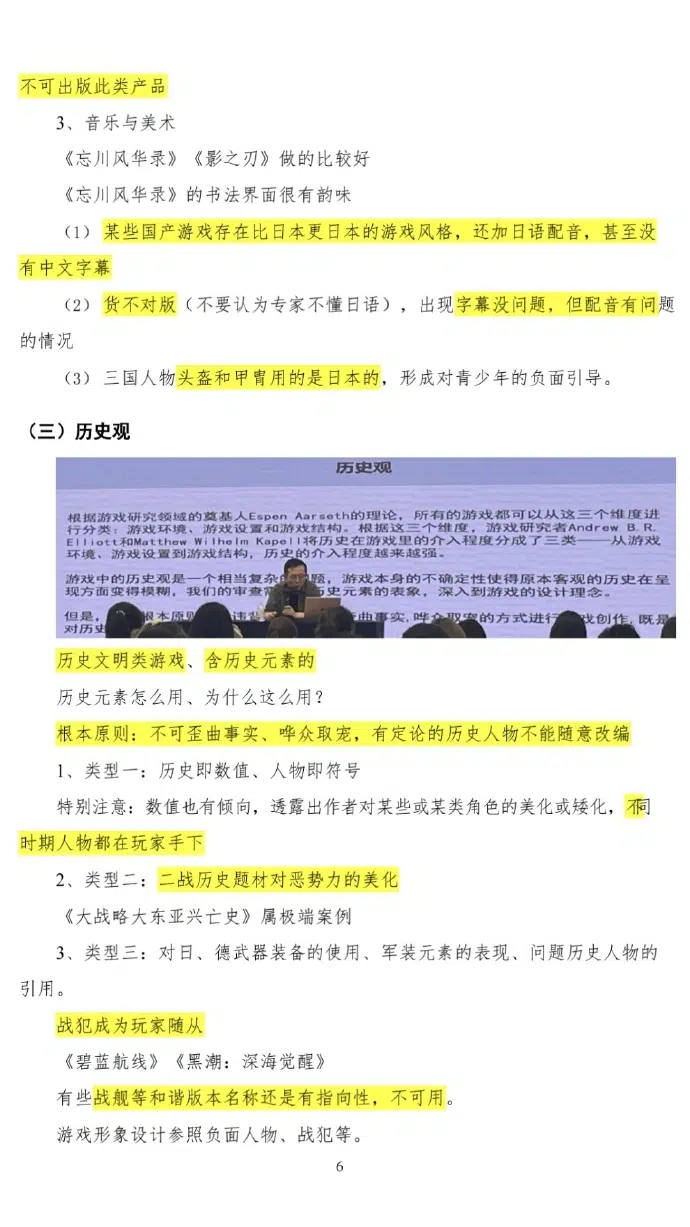 不可出版此类产品
3、音乐与美术
《忘川风华录》《影之刃》做的比较好
《忘川风华录》的书法界面很有韵味
（1） 某些国产游戏存在比日本更日本的游戏风格，还加日语配音，甚至没
有中文字幕
（2） 货不对版（不要认为专家不懂日语），出现字幕没问题，但配音有问题
的情况
（3） 三国人物头盔和甲胄用的是日本的，形成对青少年的负面引导。
（三）历史观
历史观
根据游戏研究领域的奠基人Espen Aarseth的理论，所有的游戏都可以从这三个维度进
行分类：游戏环境、游戏设置和游戏结构。根据这三个维度，游戏研究者Andrew B.R.
Elliott和Matthew Wilhelm Kapell将历史在游戏里的介入程度分成了三类——从游戏
环境、游戏设置到游戏结构，历史的介入程度越来越强。
游戏中的历史观是一个相当复杂 题，游戏本身的不确定性使得原本客观的历史在呈
现方面变得模糊，我们的审查 历史元素的表象，深入到游戏的设计理念。
但是， 根本原则 违背 曲事实，哗众取宠的方式进行 戏创作，既是
对历史
历史文明类游戏、含历史元素的
历史元素怎么用、为什么这么用？
根本原则：不可歪曲事实、哗众取宠，有定论的历史人物不能随意改编
1、类型一：历史即数值、人物即符号
特别注意：数值也有倾向，透露出作者对某些或某类角色的美化或矮化，不同
时期人物都在玩家手下
2、类型二：二战历史题材对恶势力的美化
《大战略大东亚兴亡史》属极端案例
3、类型三：对日、德武器装备的使用、军装元素的表现、问题历史人物的
引用。
战犯成为玩家随从
《碧蓝航线》《黑潮：深海觉醒》
有些战舰等和谐版本名称还是有指向性，不可用。
游戏形象设计参照负面人物、战犯等。
6